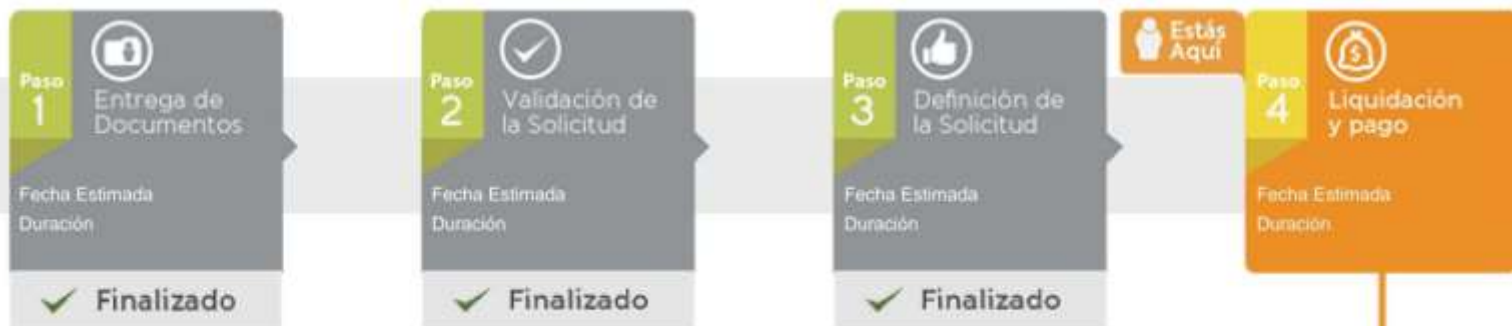 Paso
1
Entrega de
Documentos
Fecha Estimada
Duración
Finalizado
Paso
2
Validación de
la Solicitud
Fecha Estimada
Duración
Finalizado
Paso
3
Definición de
la Solicitud
Fecha Estimada
Duración
Finalizado
Estás
Aquí
Paso
4
Liquidación
y pago
Fecha Estimada
Duración